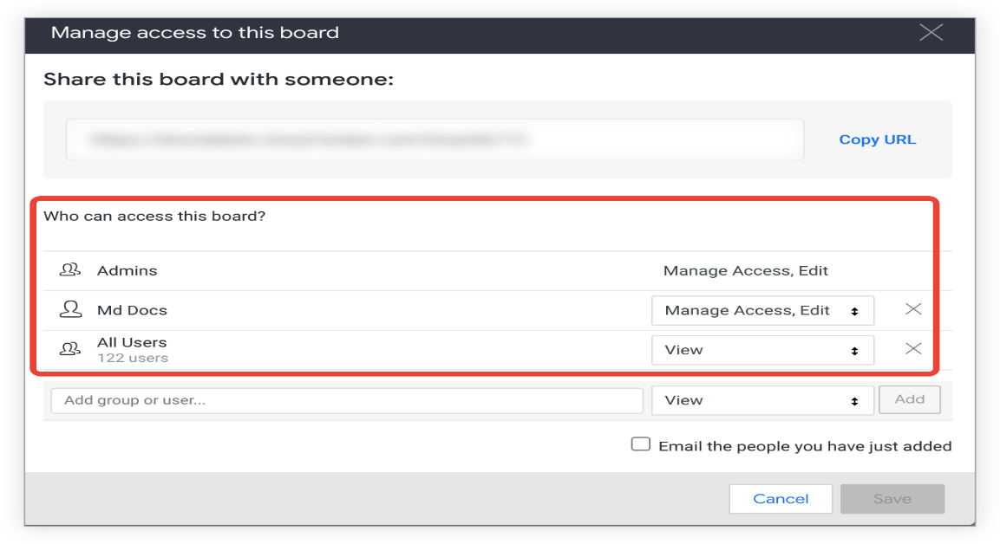 Manage access to this board
Share this board with someone:
Copy URL
Who can access this board?
Admins Manage Access, Edit
Md Docs Manage Access, Edit
All Users View
122 users
Add group or user... View Add
Email the people you have just added
Cancel Save